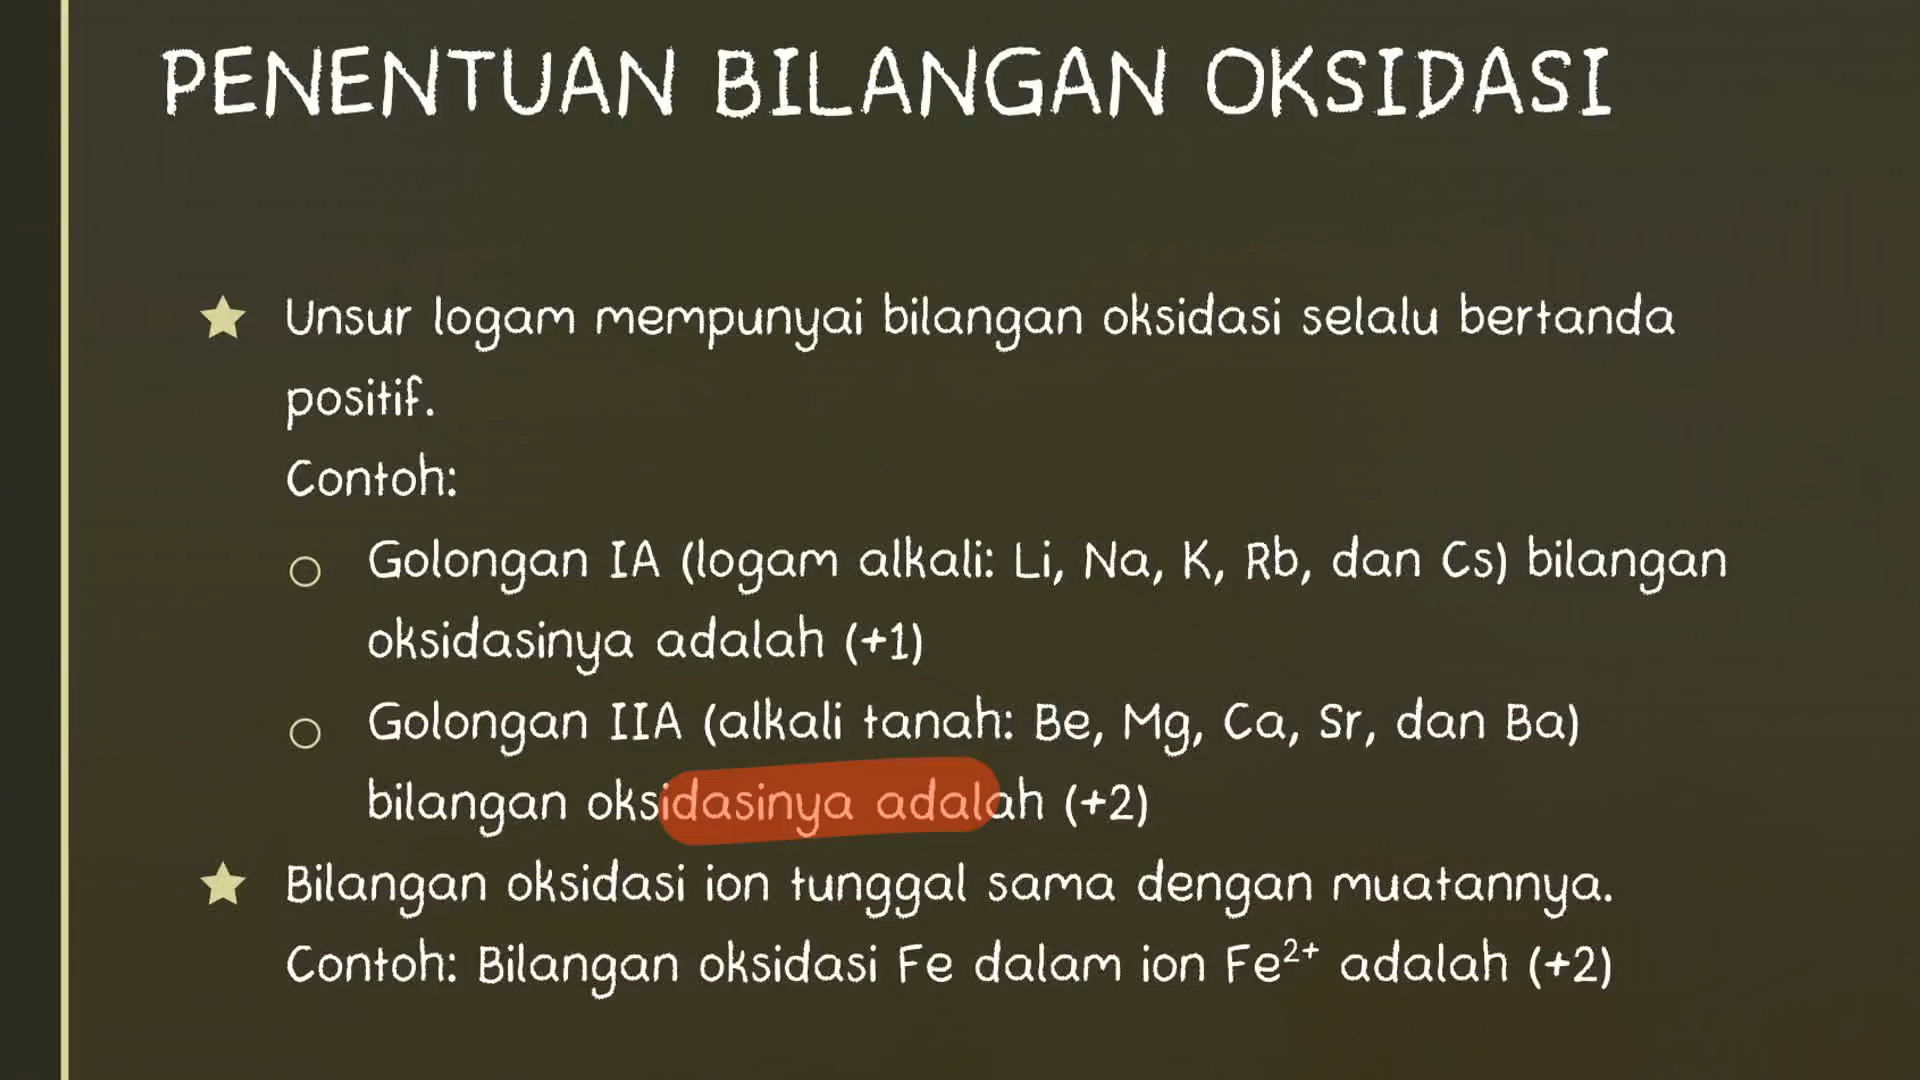 PENENTUAN BILANGAN OKSIDASI
Unsur logam mempunyai bilangan oksidasi selalu bertanda
positif.
Contoh:
Golongan IA (logam alkali: Li, Na, K, Rb, dan Cs) bilangan
oksidasinya adalah (+1)
Golongan IIA (alkali tanah: Be, Mg, Ca, Sr, dan Ba)
bilangan oksidasinya adalah (+2)
Bilangan oksidasi ion tunggal sama dengan muatannya.
Contoh: Bilangan oksidasi Fe dalam ion Fe²⁺ adalah (+2)